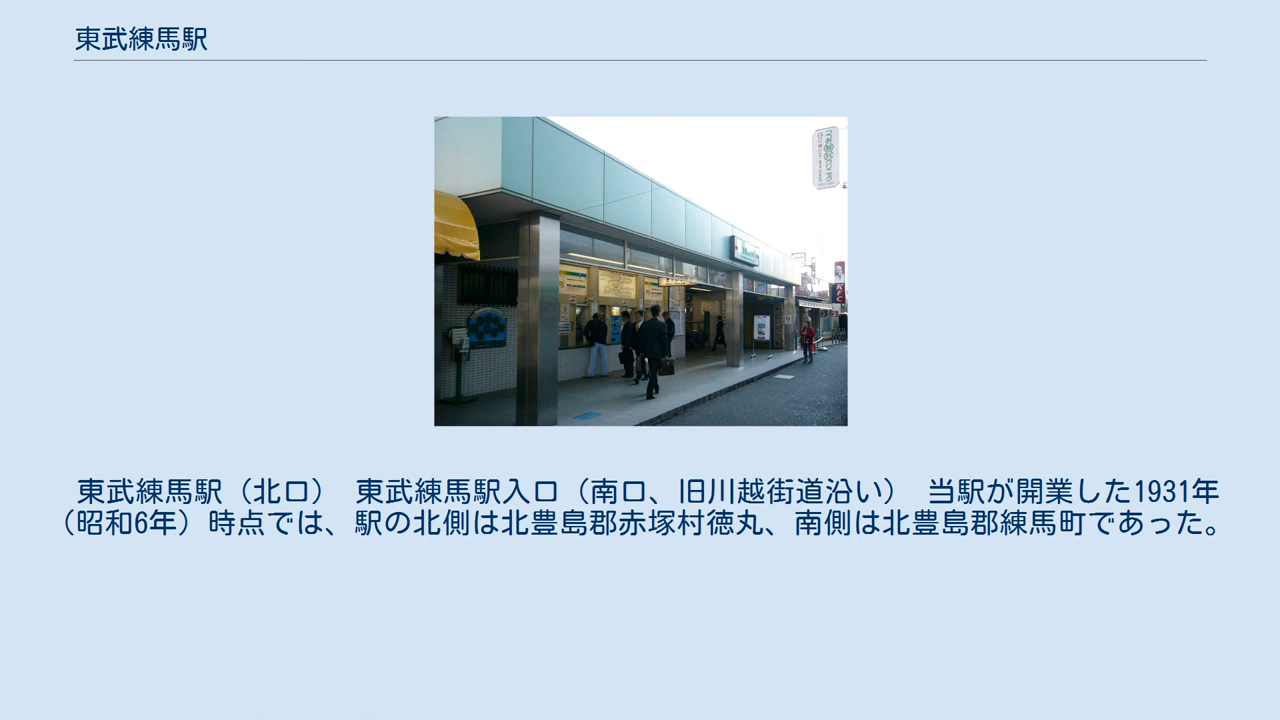 東武練馬駅
KFC
東武練馬駅（北口） 東武練馬駅入口（南口、旧川越街道沿い） 当駅が開業した1931年
（昭和6年）時点では、駅の北側は北豊島郡赤塚村徳丸、南側は北豊島郡練馬町であった。